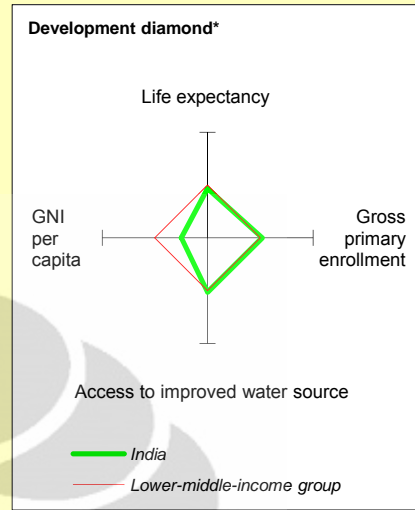 Development diamond*
Life expectancy
GNI
per
capita
Gross
primary
enrollment
Access to improved water source
India
Lower-middle-income group